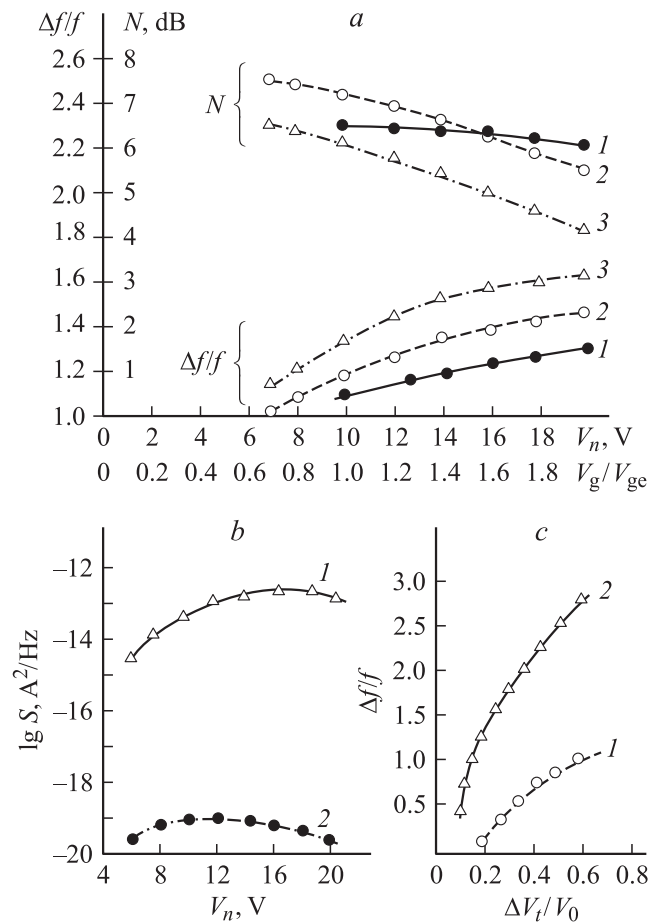 Δf/f N, dB a
2.6 8
2.4 7 N
2.2 6 1
2.0 5 2
1.8 4 3
1.6 3 3
1.4 2 2
1.2 1 Δf/f 1
1.0
0 2 4 6 8 10 12 14 16 18 Vn, V
0 0.2 0.4 0.6 0.8 1.0 1.2 1.4 1.6 1.8 Vg/Vge
b
lg S, A²/Hz
–12 1
–14
–16
–18
–20 2
4 8 12 16 20
Vn, V
c
Δf/f
3.0 2
2.5
2.0
1.5
1.0 1
0.5
0 0.2 0.4 0.6 0.8
ΔVt/V0